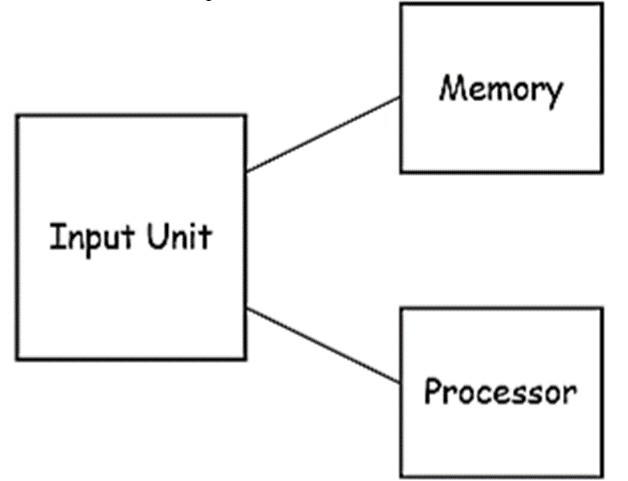 Memory
Input Unit
Processor